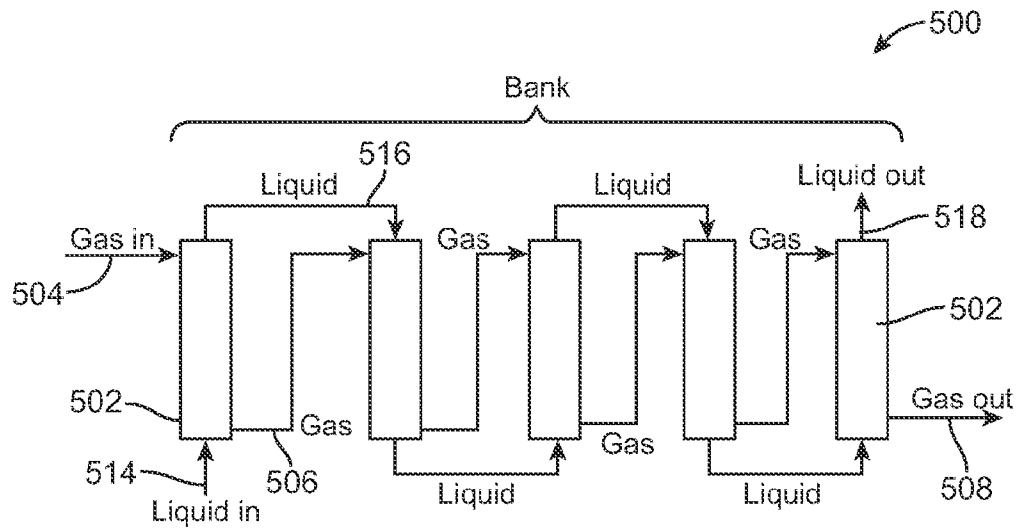 500
Bank
516
Liquid
Liquid
Liquid out
518
Gas in
Gas
Gas
504
502
502
Gas
Gas
Gas out
514
506
Liquid
Liquid
508
Liquid in